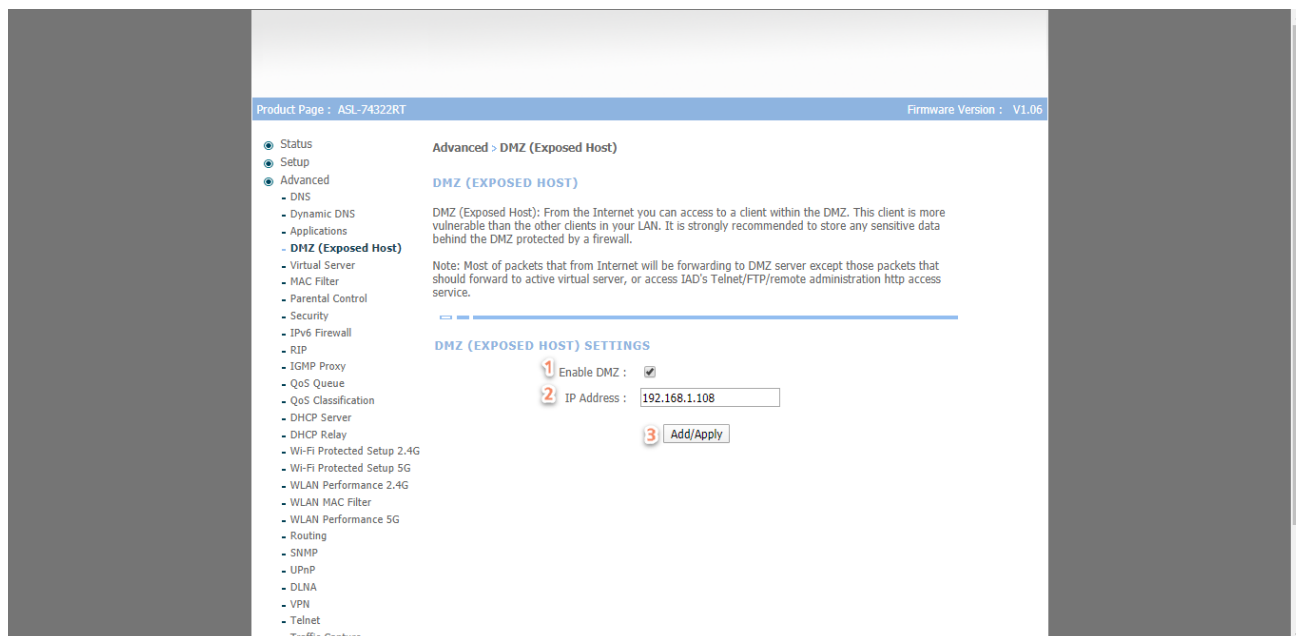 Product Page : ASL-74322RT
Firmware Version : V1.06
Status
Setup
Advanced
- DNS
- Dynamic DNS
- Applications
- DMZ (Exposed Host)
- Virtual Server
- MAC Filter
- Parental Control
- Security
- IPv6 Firewall
- RIP
- IGMP Proxy
- QoS Queue
- QoS Classification
- DHCP Server
- DHCP Relay
- Wi-Fi Protected Setup 2.4G
- Wi-Fi Protected Setup 5G
- WLAN Performance 2.4G
- WLAN MAC Filter
- WLAN Performance 5G
- Routing
- SNMP
- UPnP
- DLNA
- VPN
- Telnet
Advanced > DMZ (Exposed Host)
DMZ (EXPOSED HOST)
DMZ (Exposed Host): From the Internet you can access to a client within the DMZ. This client is more
vulnerable than the other clients in your LAN. It is strongly recommended to store any sensitive data
behind the DMZ protected by a firewall.
Note: Most of packets that from Internet will be forwarding to DMZ server except those packets that
should forward to active virtual server, or access IAD's Telnet/FTP/remote administration http access
service.
DMZ (EXPOSED HOST) SETTINGS
1 Enable DMZ :
2 IP Address : 192.168.1.108
3 Add/Apply